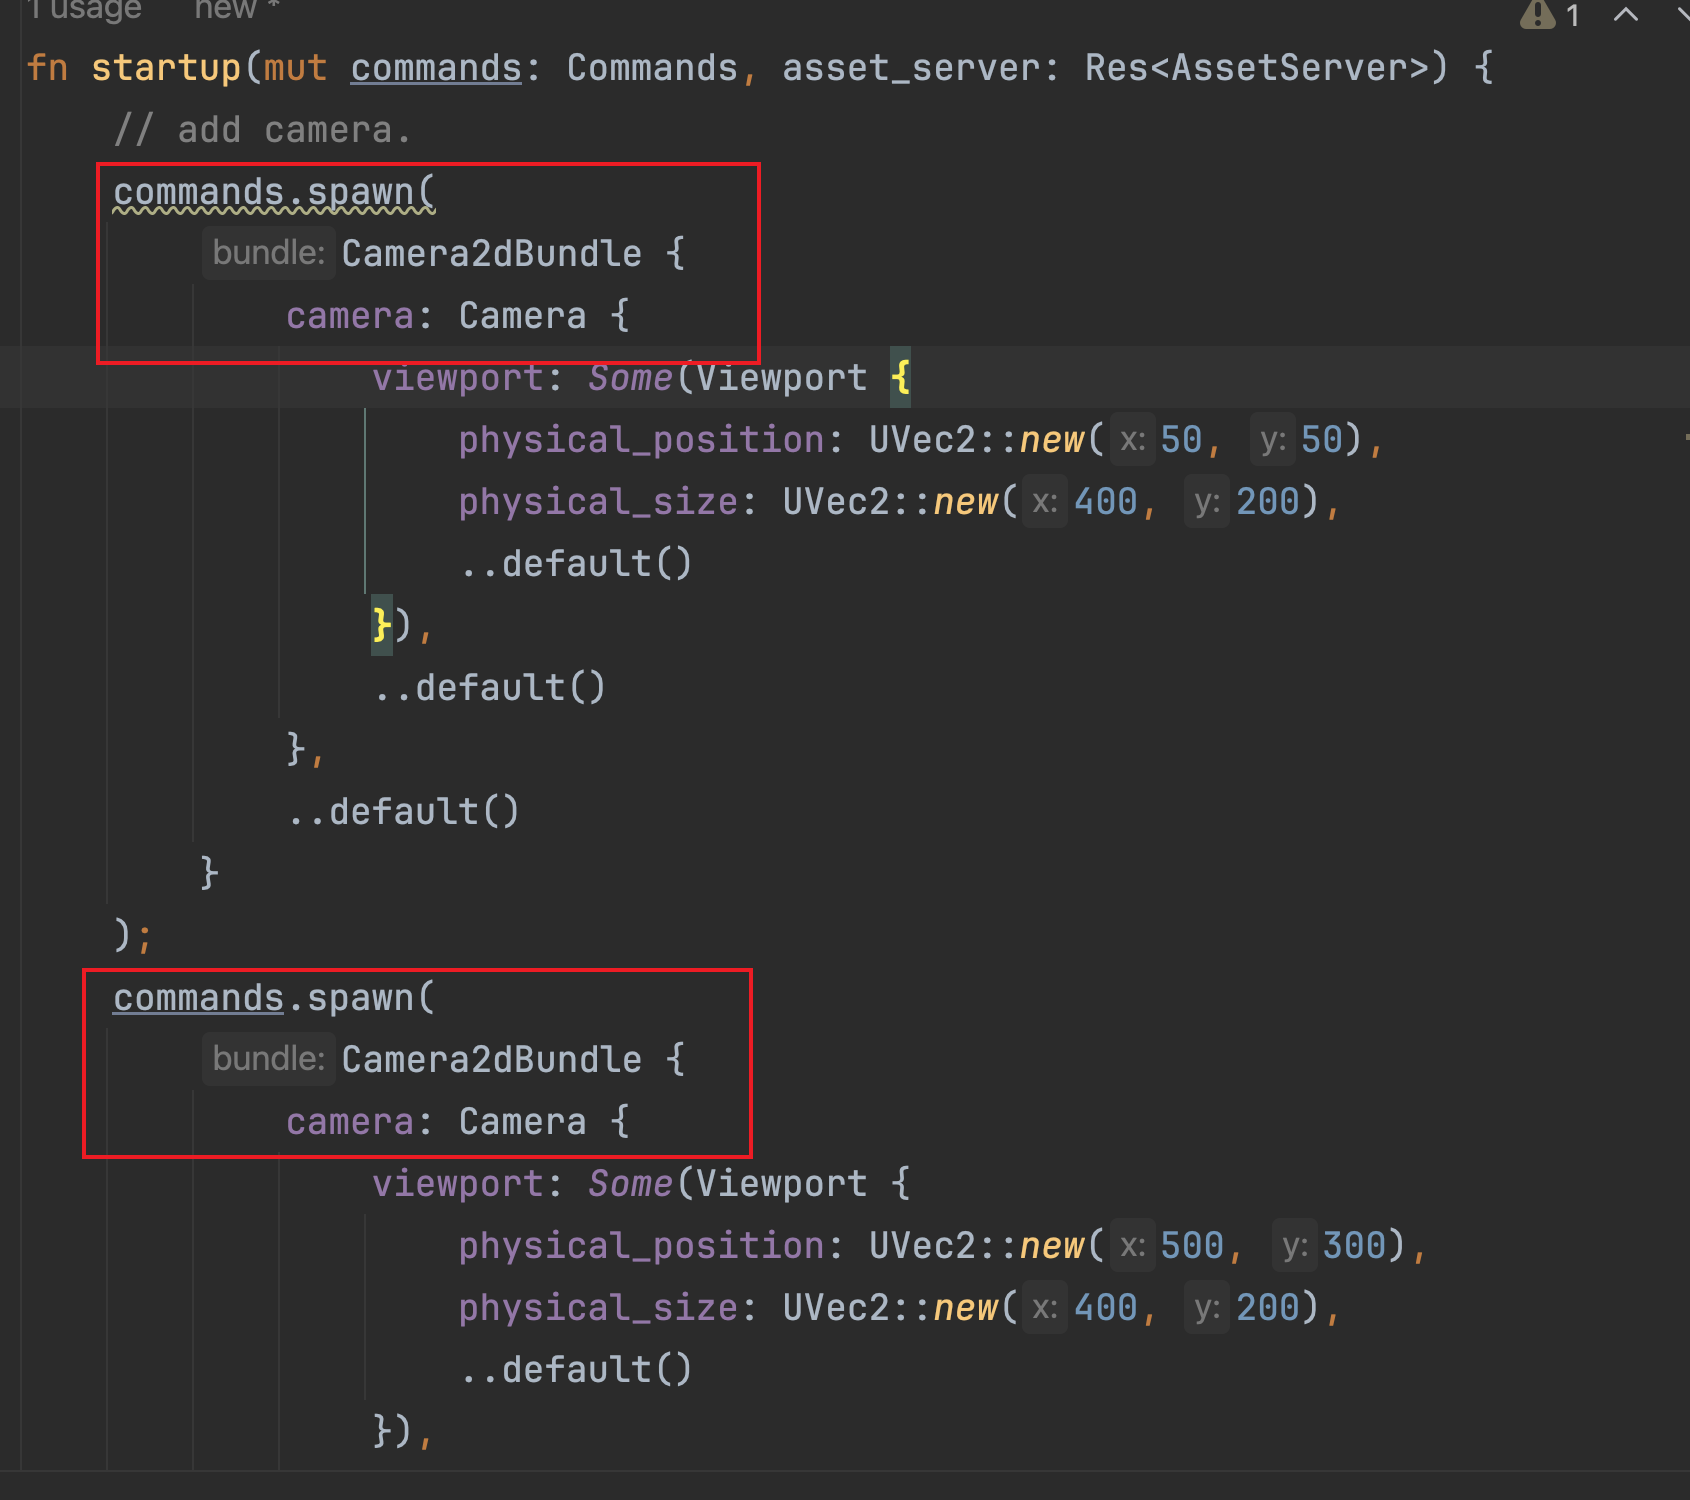 1 usage new *
1
fn startup(mut commands: Commands, asset_server: Res<AssetServer>) {
// add camera.
commands.spawn(
bundle: Camera2dBundle {
camera: Camera {
viewport: Some(Viewport {
physical_position: UVec2::new( x: 50, y: 50),
physical_size: UVec2::new( x: 400, y: 200),
..default()
}),
..default()
},
..default()
}
);
commands.spawn(
bundle: Camera2dBundle {
camera: Camera {
viewport: Some(Viewport {
physical_position: UVec2::new( x: 500, y: 300),
physical_size: UVec2::new( x: 400, y: 200),
..default()
}),